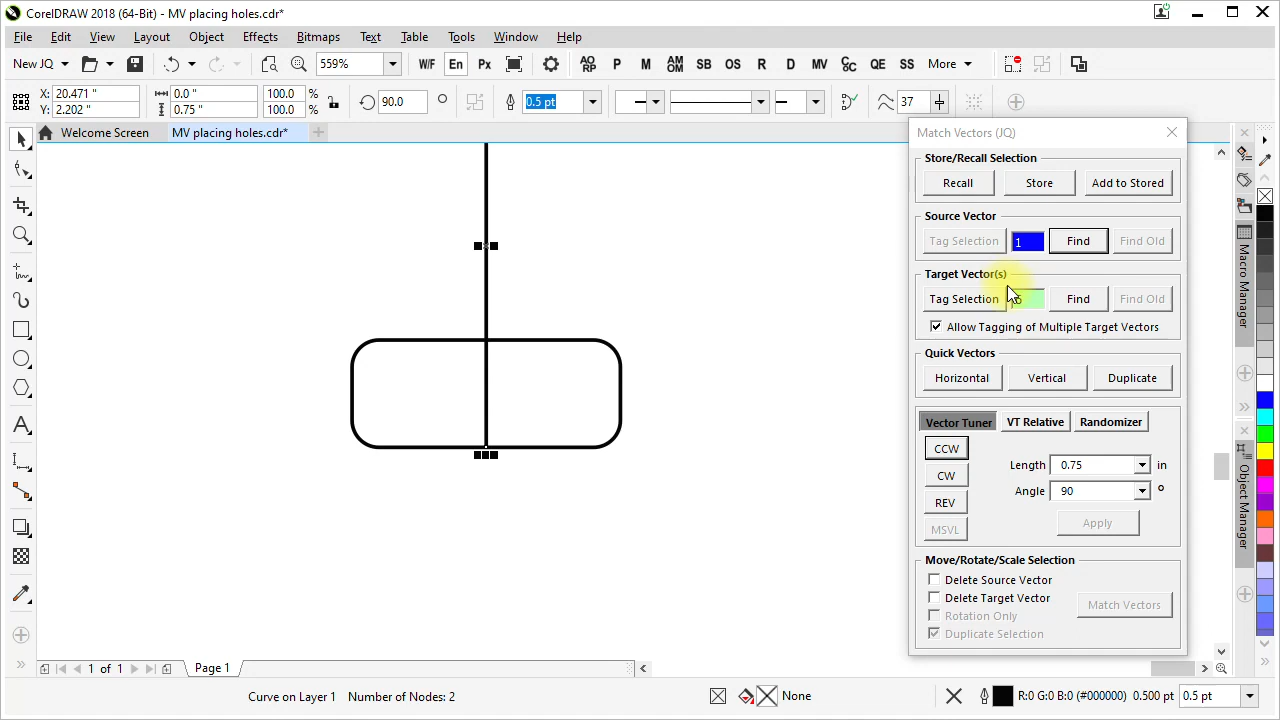 CorelDRAW 2018 (64-Bit) - MV placing holes.cdr*
File Edit View Layout Object Effects Bitmaps Text Table Tools Window Help
New JQ 559% W/F En Px AO RP P M AM OM SB OS R D MV QE SS More
X: 20.471 " 0.0 " 100.0 % 90.0 ° 0.5 pt 37
Y: 2.202 " 0.75 " 100.0 %
Welcome Screen MV placing holes.cdr*
Match Vectors (JQ)
Store/Recall Selection
Recall Store Add to Stored
Source Vector
Tag Selection 1 Find Find Old
Target Vector(s)
Tag Selection Find Find Old
Allow Tagging of Multiple Target Vectors
Quick Vectors
Horizontal Vertical Duplicate
Vector Tuner VT Relative Randomizer
CCW
Length 0.75 in
CW
Angle 90 °
REV
Apply
MSVL
Move/Rotate/Scale Selection
Delete Source Vector
Delete Target Vector
Match Vectors
Rotation Only
Duplicate Selection
Macro Manager
Object Manager
1 of 1 Page 1
Curve on Layer 1 Number of Nodes: 2 None R:0 G:0 B:0 (#000000) 0.500 pt 0.5 pt